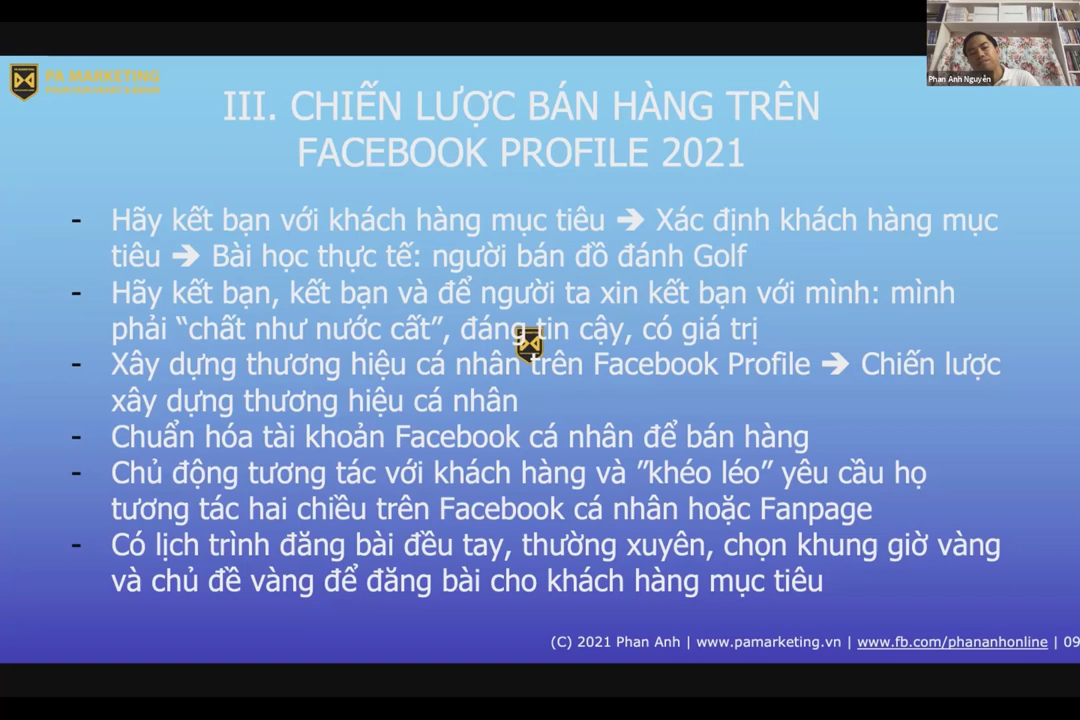 PA MARKETING
Phan Anh Nguyễn
III. CHIẾN LƯỢC BÁN HÀNG TRÊN
FACEBOOK PROFILE 2021
- Hãy kết bạn với khách hàng mục tiêu ➔ Xác định khách hàng mục
tiêu ➔ Bài học thực tế: người bán đồ đánh Golf
- Hãy kết bạn, kết bạn và để người ta xin kết bạn với mình: mình
phải “chất như nước cất”, đáng tin cậy, có giá trị
- Xây dựng thương hiệu cá nhân trên Facebook Profile ➔ Chiến lược
xây dựng thương hiệu cá nhân
- Chuẩn hóa tài khoản Facebook cá nhân để bán hàng
- Chủ động tương tác với khách hàng và ”khéo léo” yêu cầu họ
tương tác hai chiều trên Facebook cá nhân hoặc Fanpage
- Có lịch trình đăng bài đều tay, thường xuyên, chọn khung giờ vàng
và chủ đề vàng để đăng bài cho khách hàng mục tiêu
(C) 2021 Phan Anh | www.pamarketing.vn | www.fb.com/phananhonline | 09